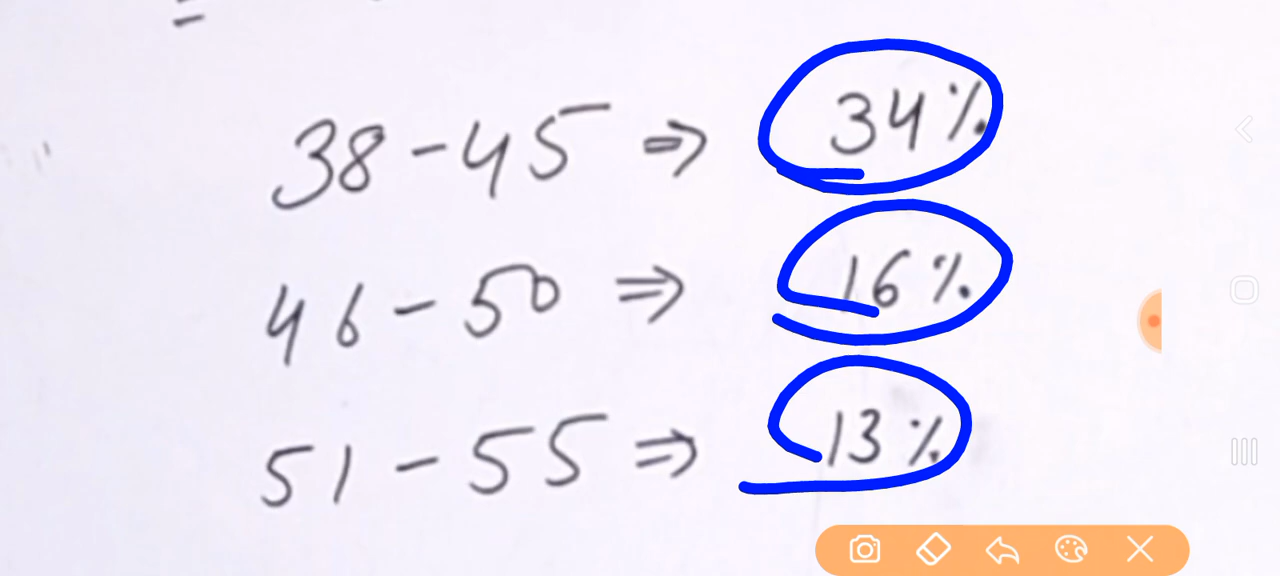 =
38-45 ⇒ 34%
46-50 ⇒ 16%
51-55 ⇒ 13%